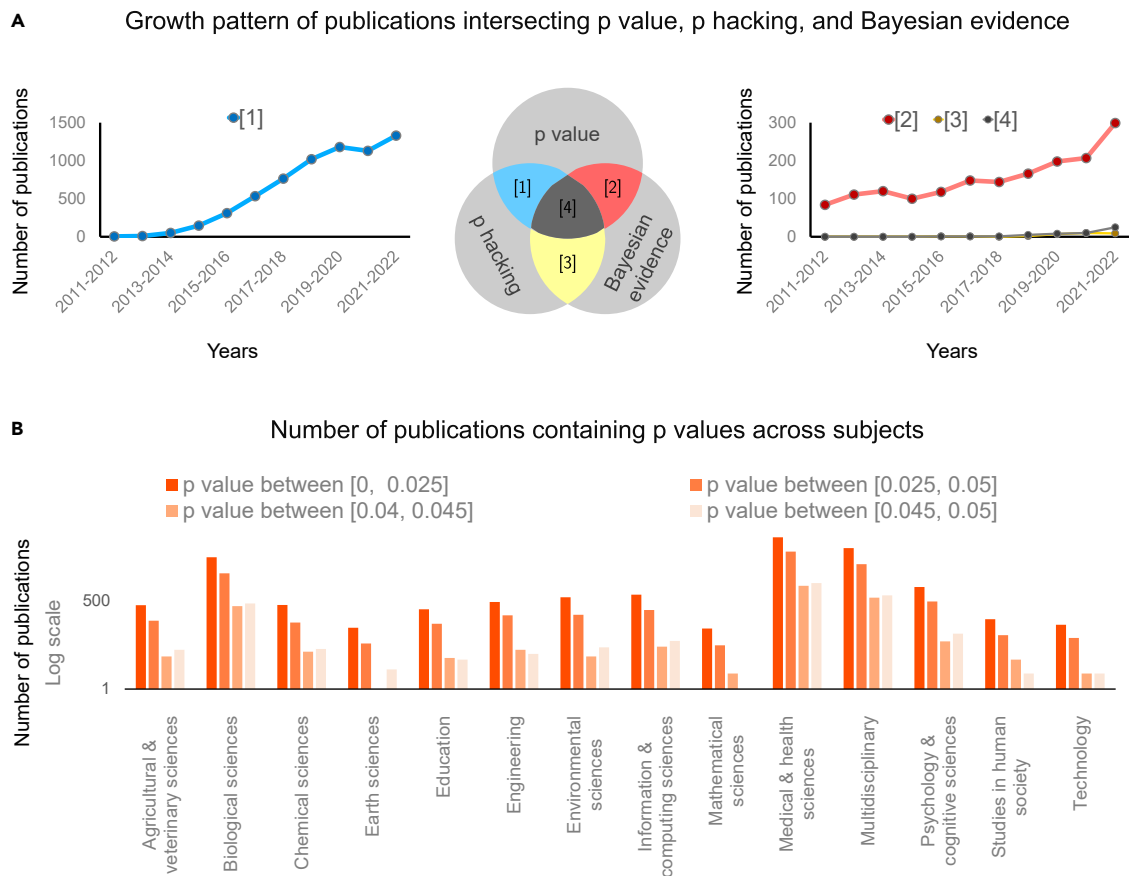 A
Growth pattern of publications intersecting p value, p hacking, and Bayesian evidence
Number of publications
[1]
1500
1000
500
0
2011-2012
2013-2014
2015-2016
2017-2018
2019-2020
2021-2022
Years
p value
[1]
[2]
[4]
p hacking
[3]
Bayesian
evidence
Number of publications
[2] [3] [4]
300
200
100
0
2011-2012
2013-2014
2015-2016
2017-2018
2019-2020
2021-2022
Years
B
Number of publications containing p values across subjects
p value between [0, 0.025]
p value between [0.025, 0.05]
p value between [0.04, 0.045]
p value between [0.045, 0.05]
Number of publications
Log scale
500
1
Agricultural &
veterinary sciences
Biological sciences
Chemical sciences
Earth sciences
Education
Engineering
Environmental
sciences
Information &
computing sciences
Mathematical
sciences
Medical & health
sciences
Multidisciplinary
Psychology &
cognitive sciences
Studies in human
society
Technology